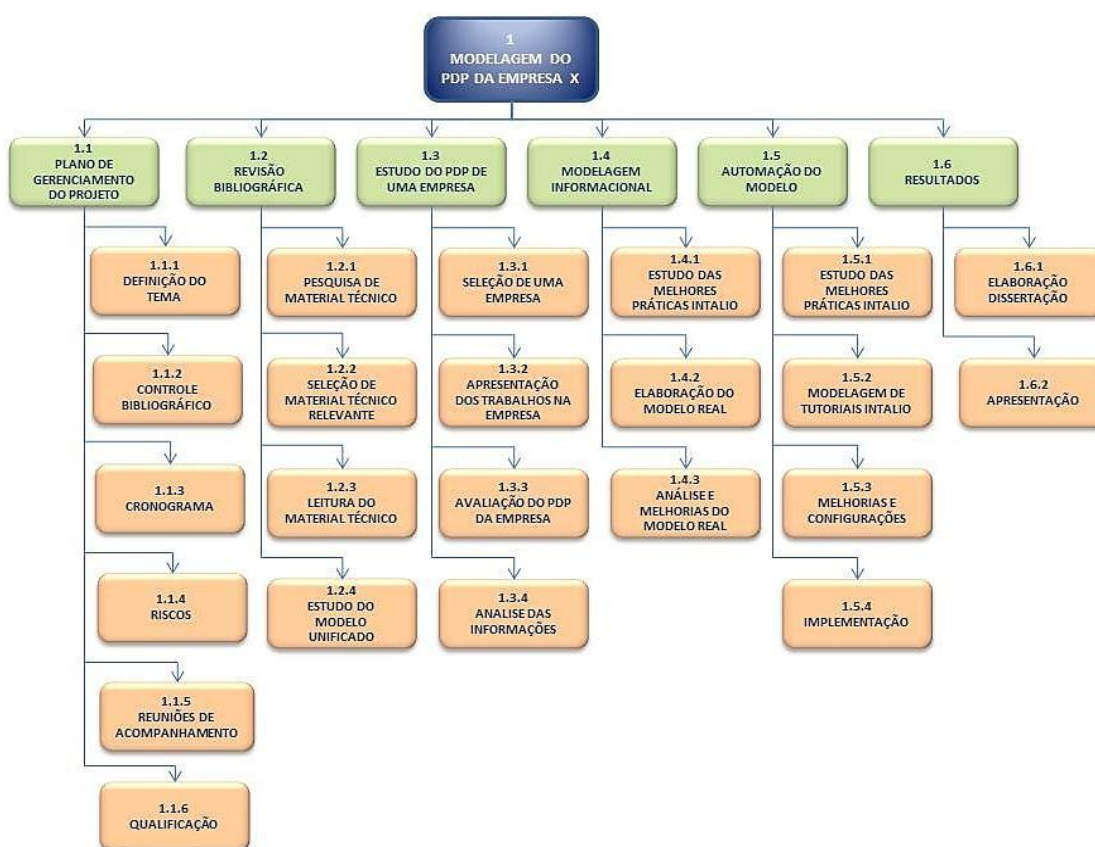 1
MODELAGEM DO
PDP DA EMPRESA X
1.1
PLANO DE
GERENCIAMENTO
DO PROJETO
1.2
REVISÃO
BIBLIOGRÁFICA
1.3
ESTUDO DO PDP DE
UMA EMPRESA
1.4
MODELAGEM
INFORMACIONAL
1.5
AUTOMAÇÃO DO
MODELO
1.6
RESULTADOS
1.1.1
DEFINIÇÃO DO
TEMA
1.2.1
PESQUISA DE
MATERIAL TÉCNICO
1.3.1
SELEÇÃO DE UMA
EMPRESA
1.4.1
ESTUDO DAS
MELHORES
PRÁTICAS INTALIO
1.5.1
ESTUDO DAS
MELHORES
PRÁTICAS INTALIO
1.6.1
ELABORAÇÃO
DISSERTAÇÃO
1.1.2
CONTROLE
BIBLIOGRÁFICO
1.2.2
SELEÇÃO DE
MATERIAL TÉCNICO
RELEVANTE
1.3.2
APRESENTAÇÃO
DOS TRABALHOS NA
EMPRESA
1.4.2
ELABORAÇÃO DO
MODELO REAL
1.5.2
MODELAGEM DE
TUTORIAIS INTALIO
1.6.2
APRESENTAÇÃO
1.1.3
CRONOGRAMA
1.2.3
LEITURA DO
MATERIAL TÉCNICO
1.3.3
AVALIAÇÃO DO PDP
DA EMPRESA
1.4.3
ANÁLISE E
MELHORIAS DO
MODELO REAL
1.5.3
MELHORIAS E
CONFIGURAÇÕES
1.1.4
RISCOS
1.2.4
ESTUDO DO
MODELO
UNIFICADO
1.3.4
ANALISE DAS
INFORMAÇÕES
1.5.4
IMPLEMENTAÇÃO
1.1.5
REUNIÕES DE
ACOMPANHAMENTO
1.1.6
QUALIFICAÇÃO